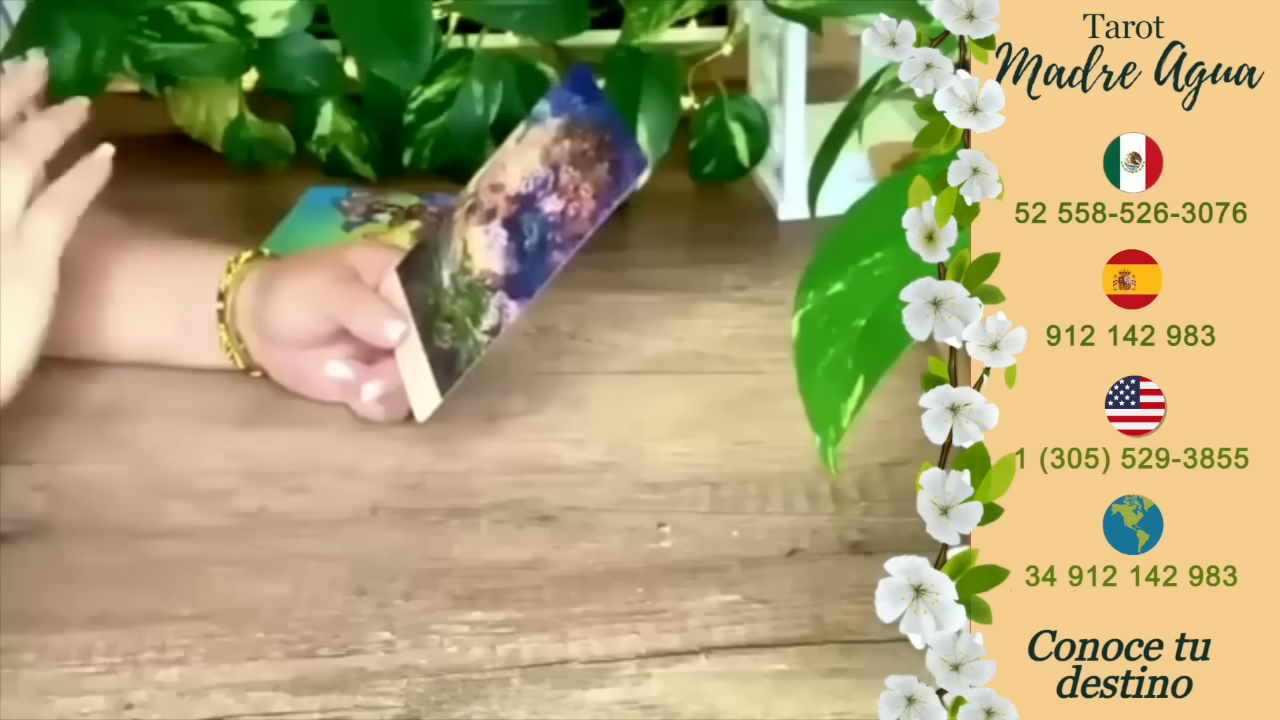 Tarot
Madre Agua
52 558-526-3076
912 142 983
1 (305) 529-3855
34 912 142 983
Conoce tu
destino